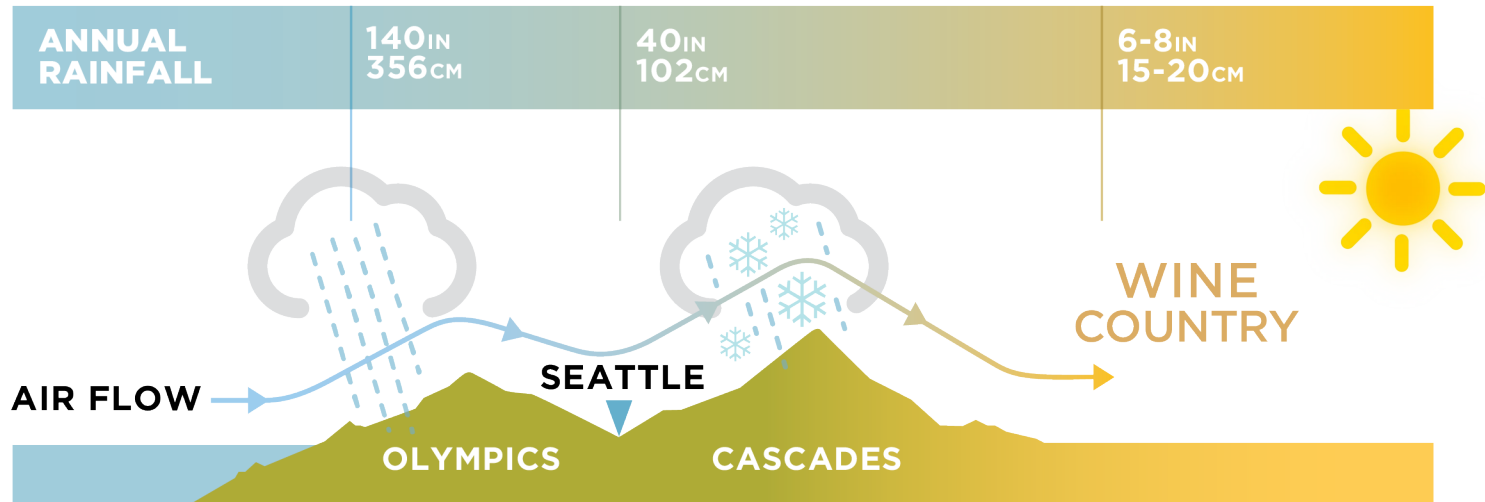 ANNUAL
RAINFALL
140IN
356CM
40IN
102CM
6-8IN
15-20CM
WINE
COUNTRY
SEATTLE
AIR FLOW
OLYMPICS
CASCADES